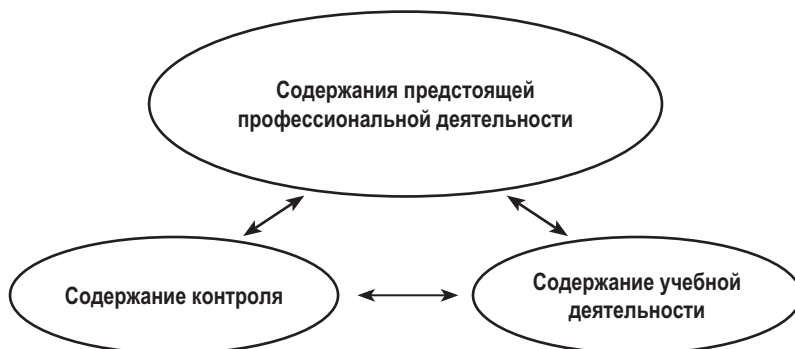 Содержания предстоящей
профессиональной деятельности
Содержание контроля
Содержание учебной
деятельности